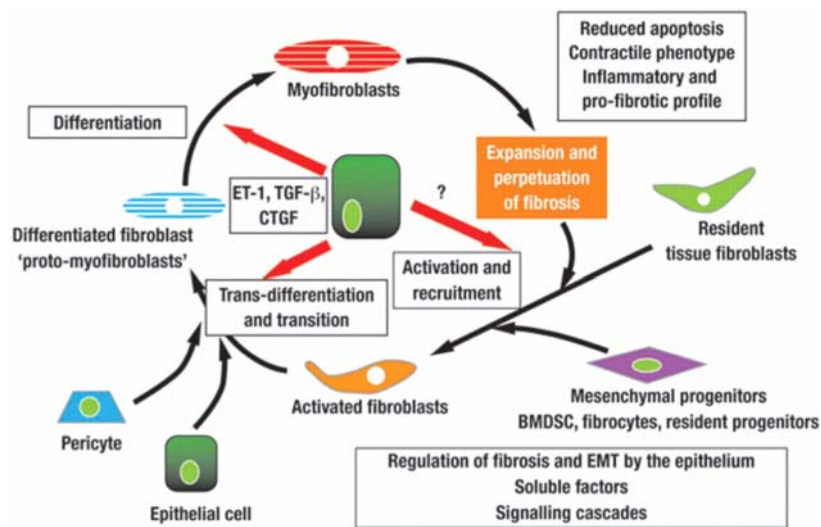 Reduced apoptosis
Contractile phenotype
Inflammatory and
pro-fibrotic profile
Myofibroblasts
Differentiation
Expansion and
perpetuation
of fibrosis
ET-1, TGF-β,
CTGF
?
Differentiated fibroblast
‘proto-myofibroblasts’
Resident
tissue fibroblasts
Activation and
recruitment
Trans-differentiation
and transition
Activated fibroblasts
Mesenchymal progenitors
BMDSC, fibrocytes, resident progenitors
Pericyte
Epithelial cell
Regulation of fibrosis and EMT by the epithelium
Soluble factors
Signalling cascades